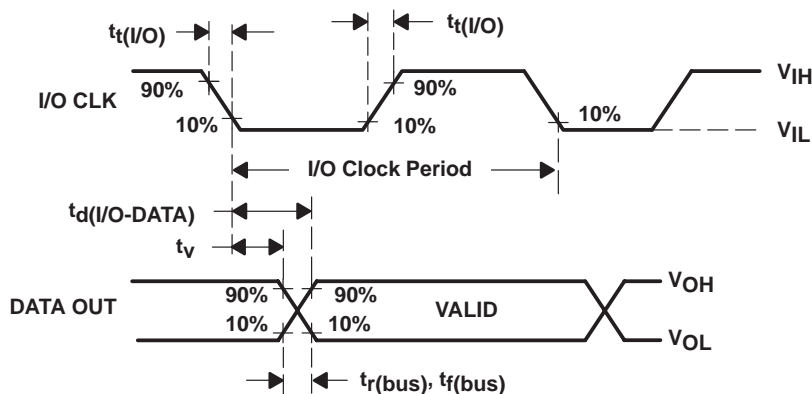 tt(I/O) tt(I/O)
VIH
90% 90%
I/O CLK
10% 10% 10%
VIL
I/O Clock Period
td(I/O-DATA)
tv
VOH
90% 90%
DATA OUT VALID
10% 10%
VOL
tr(bus), tf(bus)